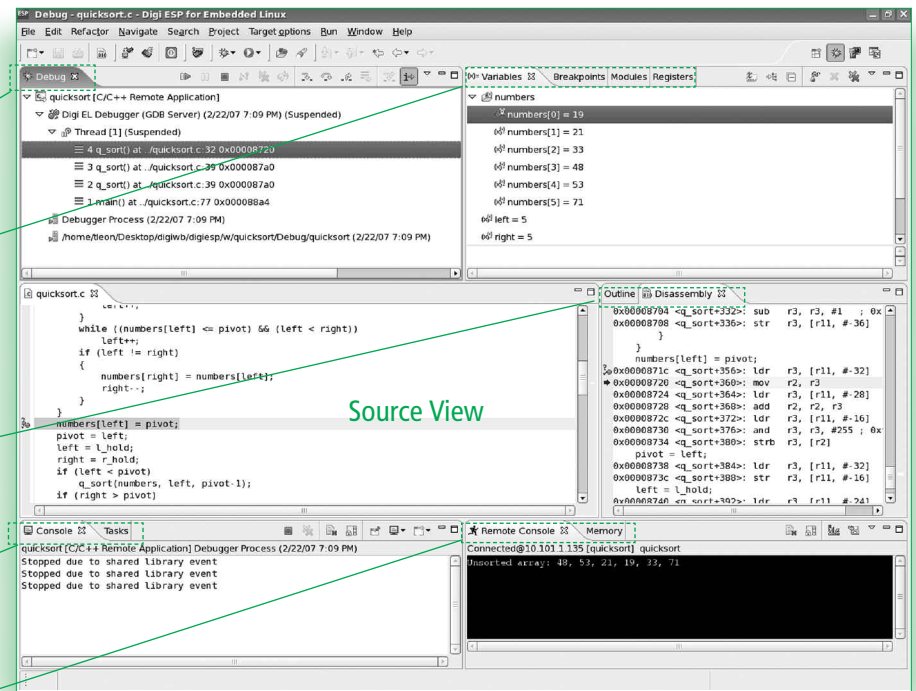 Debug - quicksort.c - Digi ESP for Embedded Linux
File Edit Refactor Navigate Search Project Target options Run Window Help
Debug
quicksort [C/C++ Remote Application]
Digi EL Debugger (GDB Server) (2/22/07 7:09 PM) (Suspended)
Thread [1] (Suspended)
4 q_sort() at ../quicksort.c:32 0x00008720
3 q_sort() at ../quicksort.c:39 0x000087a0
2 q_sort() at ../quicksort.c:39 0x000087a0
1 main() at ../quicksort.c:77 0x000088a4
Debugger Process (2/22/07 7:09 PM)
/home/tleon/Desktop/digiwb/digiesp/w/quicksort/Debug/quicksort (2/22/07 7:09 PM)
Variables Breakpoints Modules Registers
numbers
numbers[0] = 19
numbers[1] = 21
numbers[2] = 33
numbers[3] = 48
numbers[4] = 53
numbers[5] = 71
left = 5
right = 5
quicksort.c
left++;
}
while ((numbers[left] <= pivot) && (left < right))
left++;
if (left != right)
{
numbers[right] = numbers[left];
right--;
}
}
numbers[left] = pivot;
pivot = left;
left = l_hold;
right = r_hold;
if (left < pivot)
q_sort(numbers, left, pivot-1);
if (right > pivot)
Source View
Outline Disassembly
0x00008704 <q_sort+332>: sub r3, r3, #1 ; 0x
0x00008708 <q_sort+336>: str r3, [r11, #-36]
}
}
numbers[left] = pivot;
0x0000871c <q_sort+356>: ldr r3, [r11, #-32]
0x00008720 <q_sort+360>: mov r2, r3
0x00008724 <q_sort+364>: ldr r3, [r11, #-28]
0x00008728 <q_sort+368>: add r2, r2, r3
0x0000872c <q_sort+372>: ldr r3, [r11, #-16]
0x00008730 <q_sort+376>: and r3, r3, #255 ; 0x
0x00008734 <q_sort+380>: strb r3, [r2]
pivot = left;
0x00008738 <q_sort+384>: ldr r3, [r11, #-32]
0x0000873c <q_sort+388>: str r3, [r11, #-16]
left = l_hold;
0x00008740 <q_sort+392>: ldr r3, [r11, #-24]
Console Tasks
quicksort [C/C++ Remote Application] Debugger Process (2/22/07 7:09 PM)
Stopped due to shared library event
Stopped due to shared library event
Stopped due to shared library event
Remote Console Memory
Connected@10.101.1.135 [quicksort] quicksort
Unsorted array: 48, 53, 21, 19, 33, 71